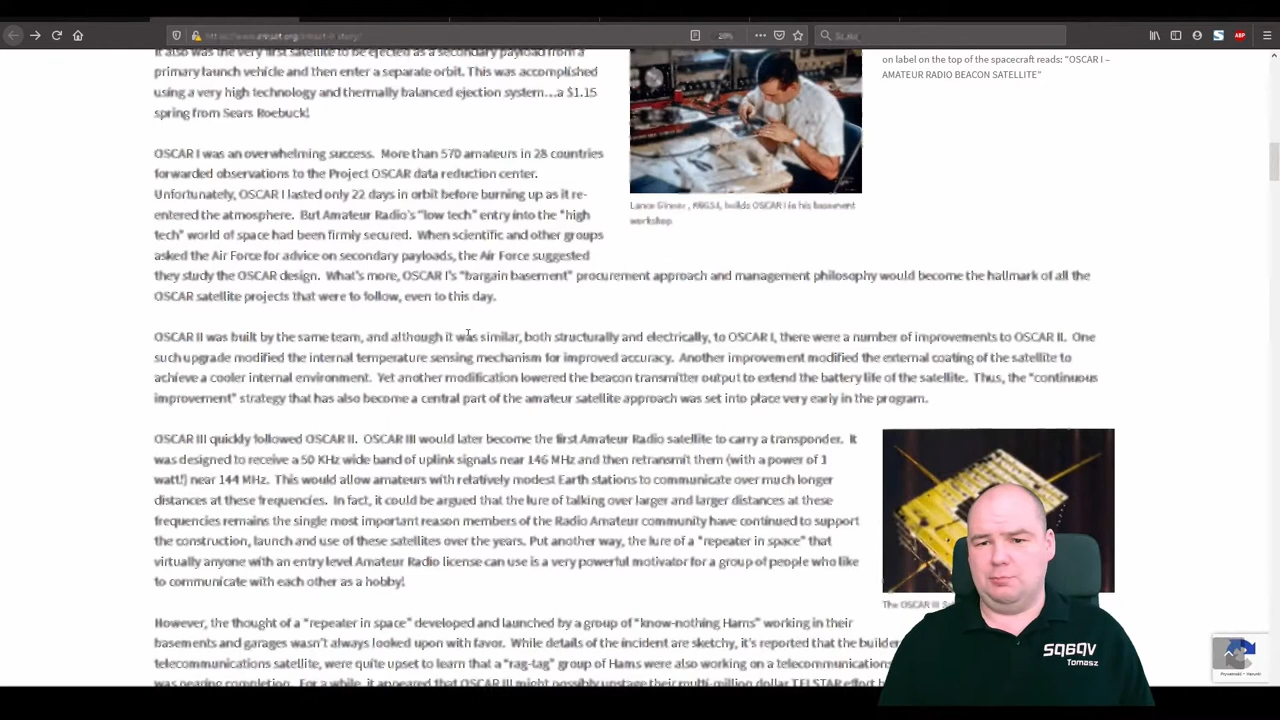 It also was the very first satellite to be ejected as a secondary payload from a
primary launch vehicle and then enter a separate orbit. This was accomplished
using a very high technology and thermally balanced ejection system…a $1.15
spring from Sears Roebuck!
on label on the top of the spacecraft reads: “OSCAR I –
AMATEUR RADIO BEACON SATELLITE”
OSCAR I was an overwhelming success. More than 570 amateurs in 28 countries
forwarded observations to the Project OSCAR data reduction center.
Unfortunately, OSCAR I lasted only 22 days in orbit before burning up as it re-
entered the atmosphere. But Amateur Radio’s “low tech” entry into the “high
tech” world of space had been firmly secured. When scientific and other groups
asked the Air Force for advice on secondary payloads, the Air Force suggested
they study the OSCAR design. What’s more, OSCAR I’s “bargain basement” procurement approach and management philosophy would become the hallmark of all the
OSCAR satellite projects that were to follow, even to this day.
Lance Ginner, builds OSCAR I in his basement
workshop
OSCAR II was built by the same team, and although it was similar, both structurally and electrically, to OSCAR I, there were a number of improvements to OSCAR II. One
such upgrade modified the internal temperature sensing mechanism for improved accuracy. Another improvement modified the external coating of the satellite to
achieve a cooler internal environment. Yet another modification lowered the beacon transmitter output to extend the battery life of the satellite. Thus, the “continuous
improvement” strategy that has also become a central part of the amateur satellite approach was set into place very early in the program.
OSCAR III quickly followed OSCAR II. OSCAR III would later become the first Amateur Radio satellite to carry a transponder. It
was designed to receive a 50 KHz wide band of uplink signals near 146 MHz and then retransmit them (with a power of 1
watt!) near 144 MHz. This would allow amateurs with relatively modest Earth stations to communicate over much longer
distances at these frequencies. In fact, it could be argued that the lure of talking over larger and larger distances at these
frequencies remains the single most important reason members of the Radio Amateur community have continued to support
the construction, launch and use of these satellites over the years. Put another way, the lure of a “repeater in space” that
virtually anyone with an entry level Amateur Radio license can use is a very powerful motivator for a group of people who like
to communicate with each other as a hobby!
The OSCAR III
However, the thought of a “repeater in space” developed and launched by a group of “know-nothing Hams” working in their
basements and garages wasn’t always looked upon with favor. While details of the incident are sketchy, it’s reported that the builder
telecommunications satellite, were quite upset to learn that a “rag-tag” group of Hams were also working on a telecommunications
was nearing completion. For a while, it appeared that OSCAR III might possibly upstage their multi-million dollar TELSTAR effort
SQ6QV
Tomasz
ABP